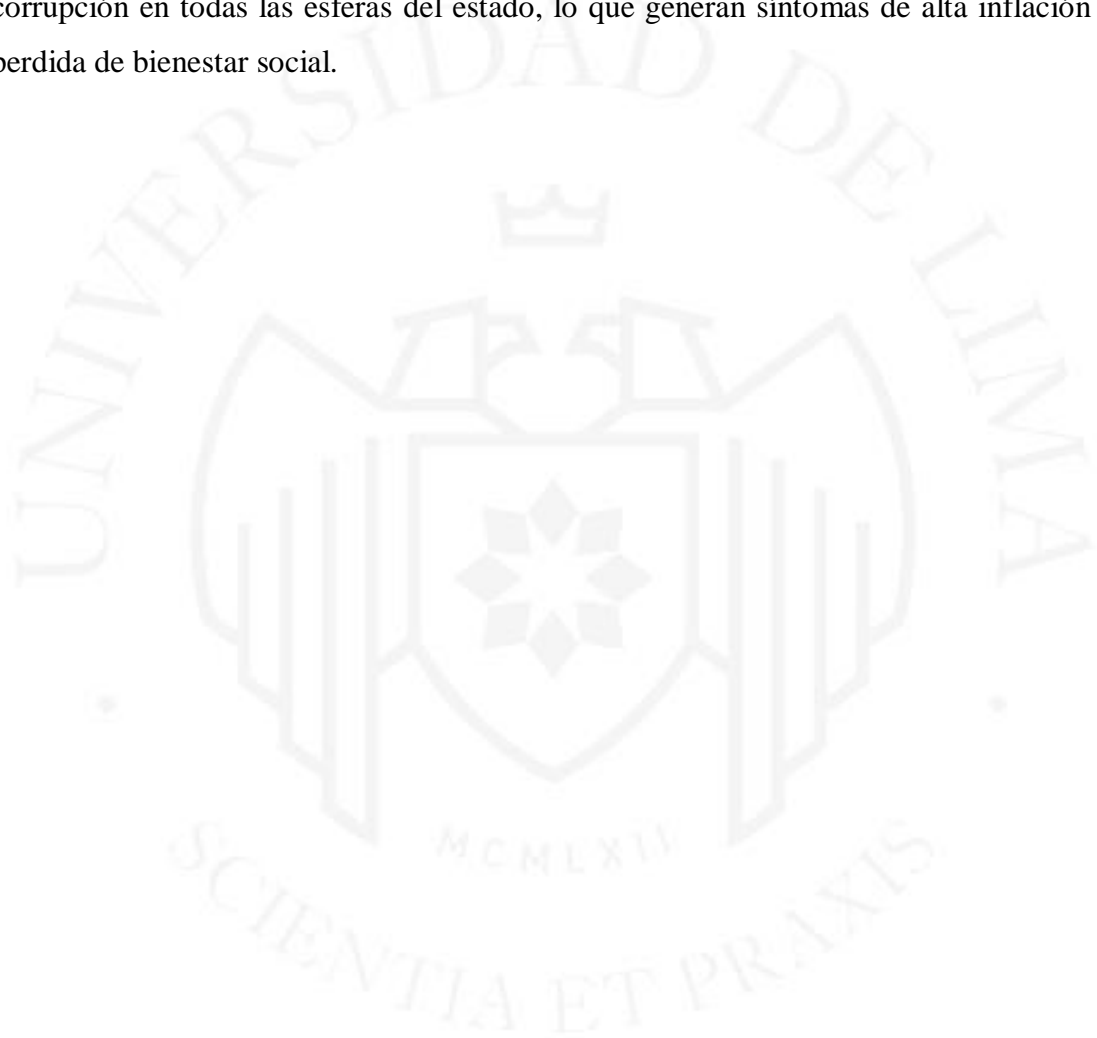 corrupción en todas las esferas del estado, lo que generan síntomas de alta inflación
perdida de bienestar social.
UNIVERSIDAD DE LIMA
MCMLXII
SCIENTIA ET PRAXIS